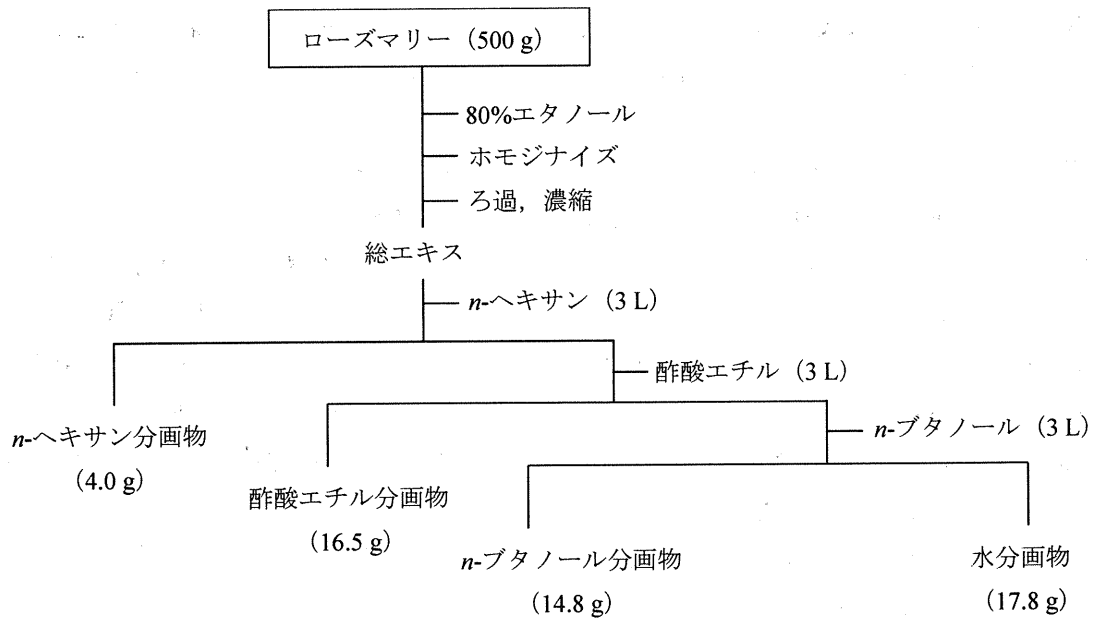 ローズマリー（500 g）
80%エタノール
ホモジナイズ
ろ過，濃縮
総エキス
n-ヘキサン（3 L）
酢酸エチル（3 L）
n-ブタノール（3 L）
n-ヘキサン分画物
（4.0 g）
酢酸エチル分画物
（16.5 g）
n-ブタノール分画物
（14.8 g）
水分画物
（17.8 g）